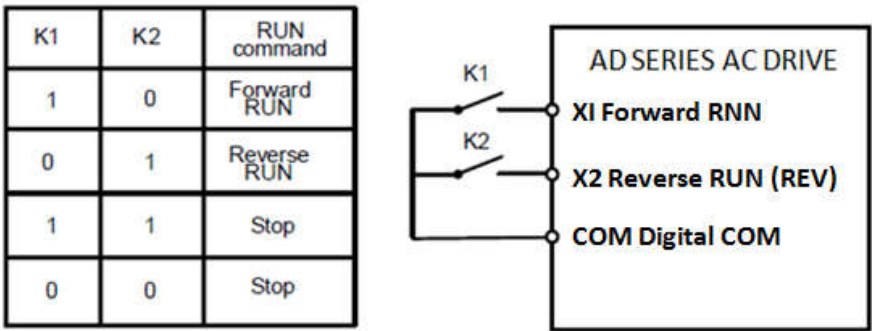 K1 K2 RUN
command
1 0 Forward
RUN
0 1 Reverse
RUN
1 1 Stop
0 0 Stop
AD SERIES AC DRIVE
K1
XI Forward RNN
K2
X2 Reverse RUN (REV)
COM Digital COM